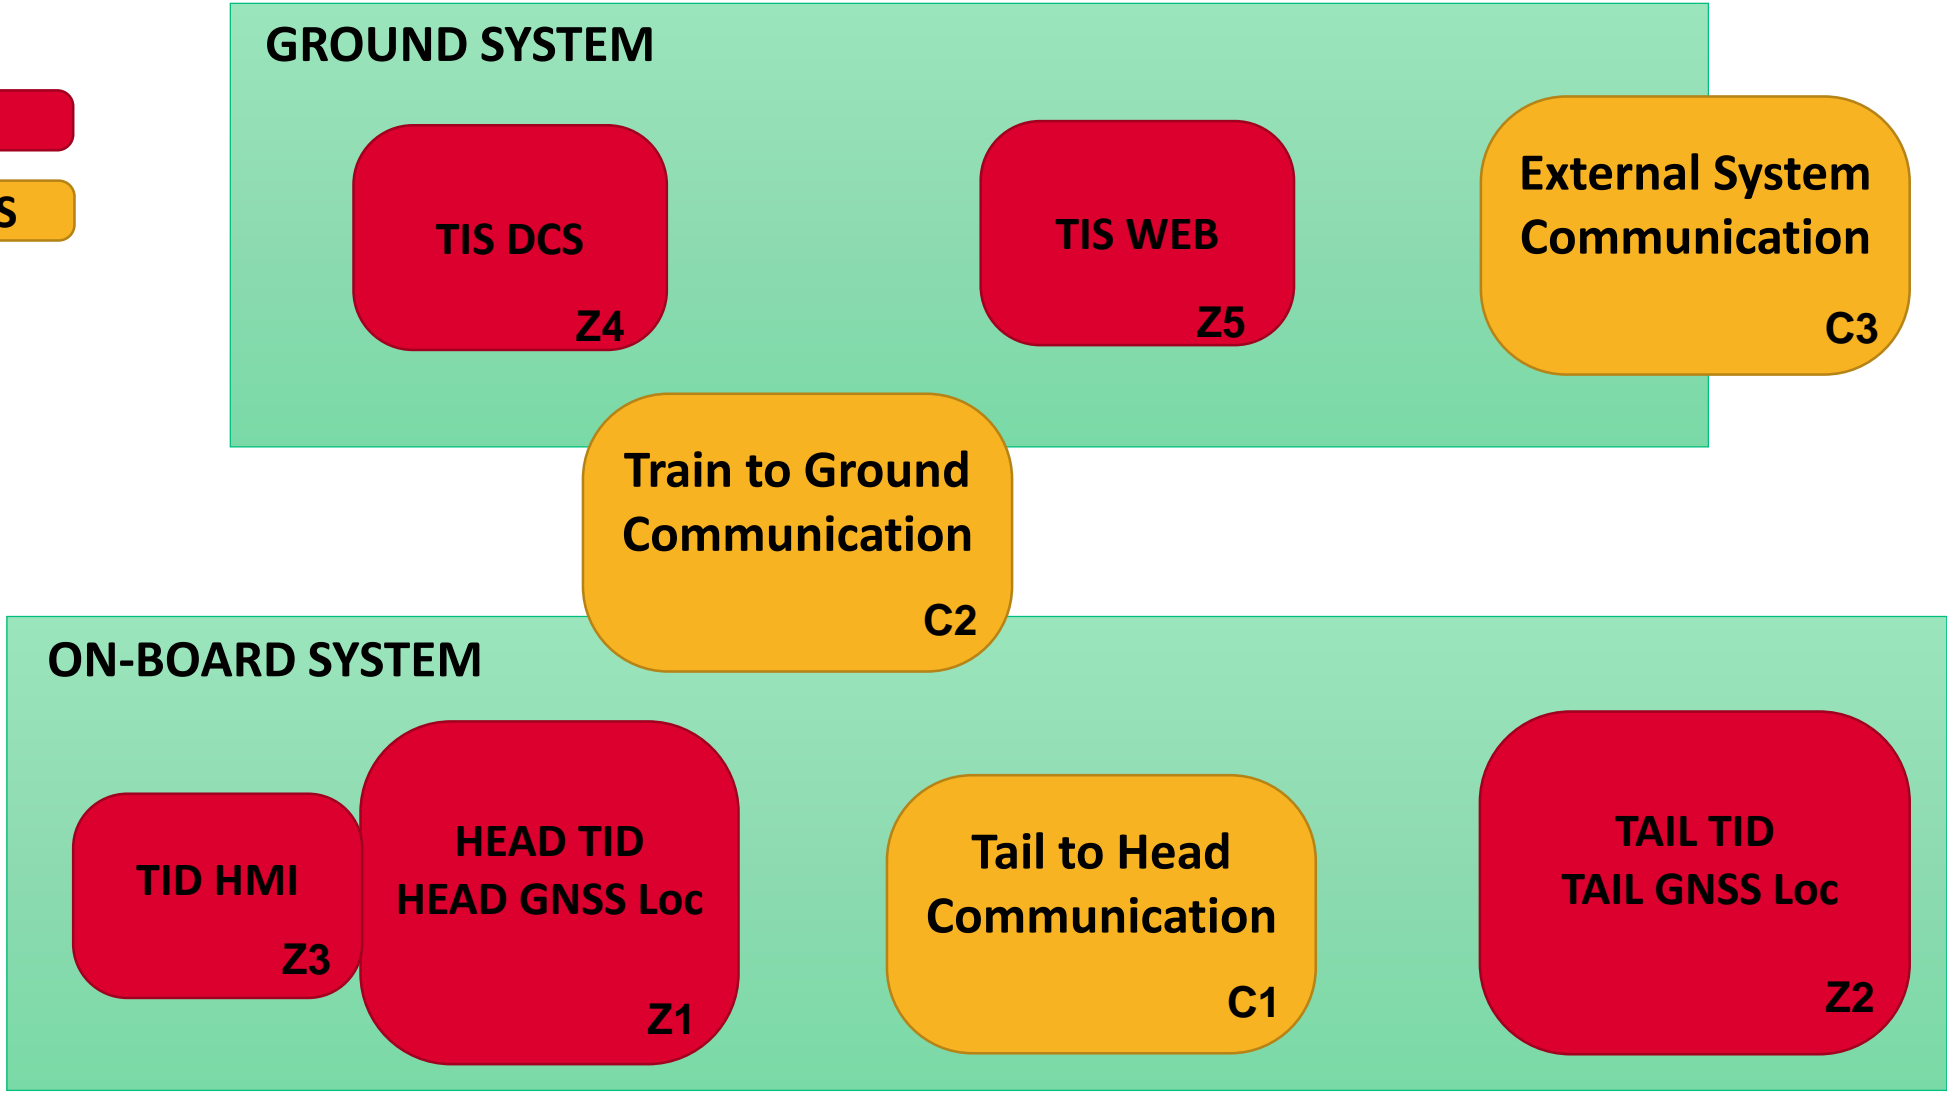 GROUND SYSTEM
S
TIS DCS
Z4
TIS WEB
Z5
External System
Communication
C3
Train to Ground
Communication
C2
ON-BOARD SYSTEM
TID HMI
Z3
HEAD TID
HEAD GNSS Loc
Z1
Tail to Head
Communication
C1
TAIL TID
TAIL GNSS Loc
Z2